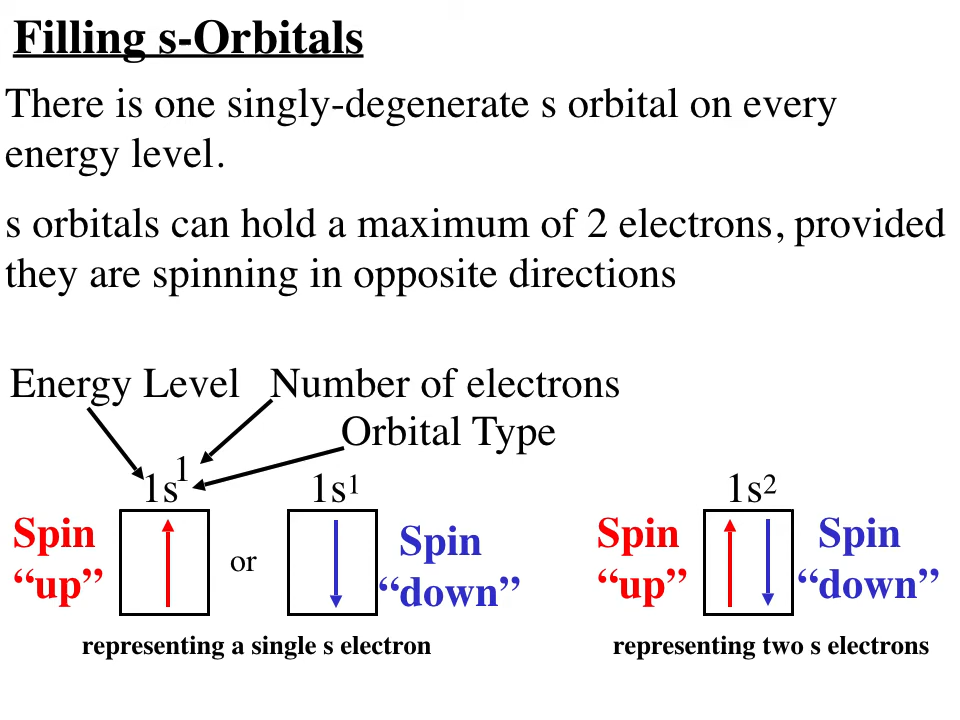 Filling s-Orbitals
There is one singly-degenerate s orbital on every
energy level.
s orbitals can hold a maximum of 2 electrons, provided
they are spinning in opposite directions
Energy Level Number of electrons
Orbital Type
1s¹ 1s¹ 1s²
Spin “up” or Spin “down” Spin “up” Spin “down”
representing a single s electron representing two s electrons